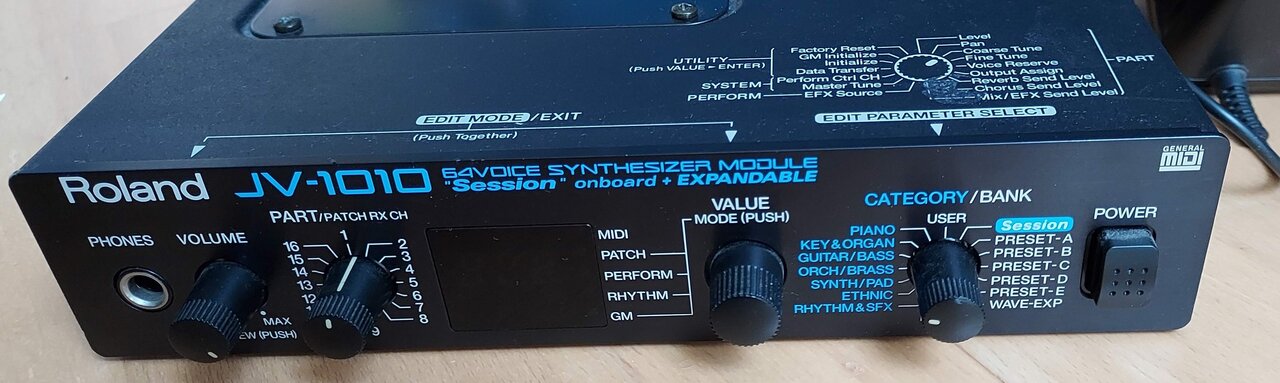 Factory Reset
GM Initialize
Initialize
Data Transfer
Perform Ctrl CH
Master Tune
EFX Source
UTILITY
(Push VALUE = ENTER)
SYSTEM
PERFORM
Level
Pan
Coarse Tune
Fine Tune
Voice Reserve
Output Assign
Reverb Send Level
Chorus Send Level
Mix/EFX Send Level
PART
EDIT MODE/EXIT
(Push Together)
EDIT PARAMETER SELECT
Roland JV-1010
64VOICE SYNTHESIZER MODULE
"Session" onboard + EXPANDABLE
GENERAL
MIDI
PHONES
VOLUME
MAX
EW (PUSH)
PART/PATCH RX CH
1
2
3
4
5
6
7
8
9
12
13
14
15
16
MIDI
PATCH
PERFORM
RHYTHM
GM
VALUE
MODE (PUSH)
CATEGORY/BANK
PIANO
KEY & ORGAN
GUITAR/BASS
ORCH/BRASS
SYNTH/PAD
ETHNIC
RHYTHM & SFX
USER
Session
PRESET-A
PRESET-B
PRESET-C
PRESET-D
PRESET-E
WAVE-EXP
POWER